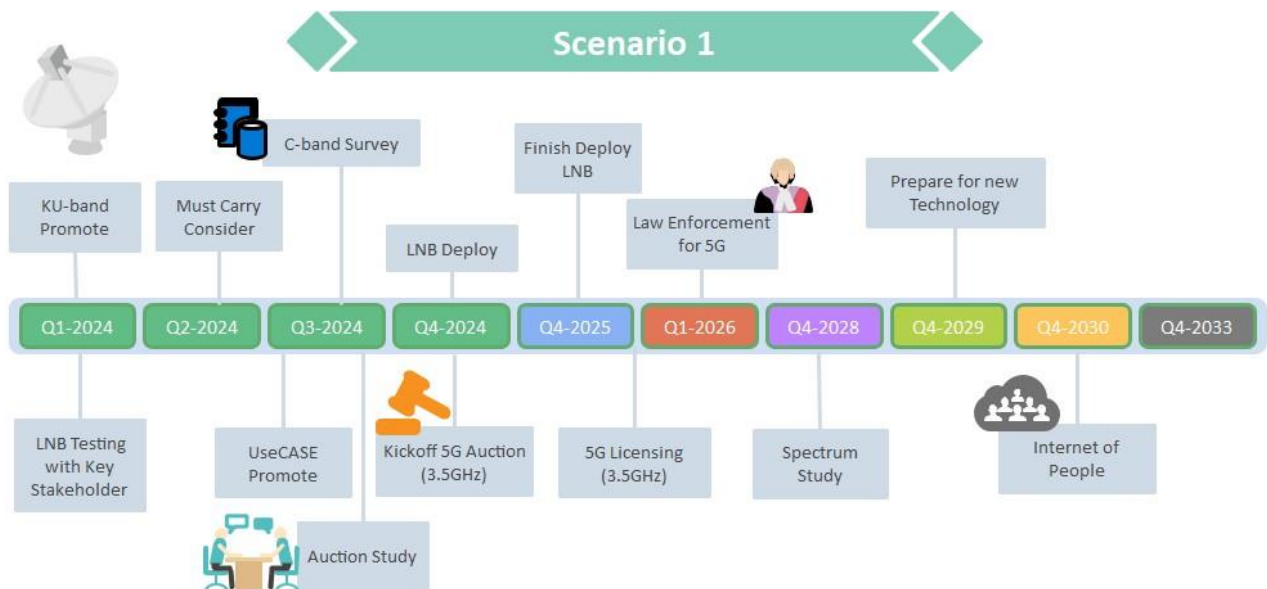 Scenario 1
C-band Survey
Finish Deploy
LNB
KU-band
Promote
Must Carry
Consider
Prepare for new
Technology
Law Enforcement
for 5G
LNB Deploy
Q1-2024
Q2-2024
Q3-2024
Q4-2024
Q4-2025
Q1-2026
Q4-2028
Q4-2029
Q4-2030
Q4-2033
LNB Testing
with Key
Stakeholder
UseCASE
Promote
Kickoff 5G Auction
(3.5GHz)
5G Licensing
(3.5GHz)
Spectrum
Study
Internet of
People
Auction Study